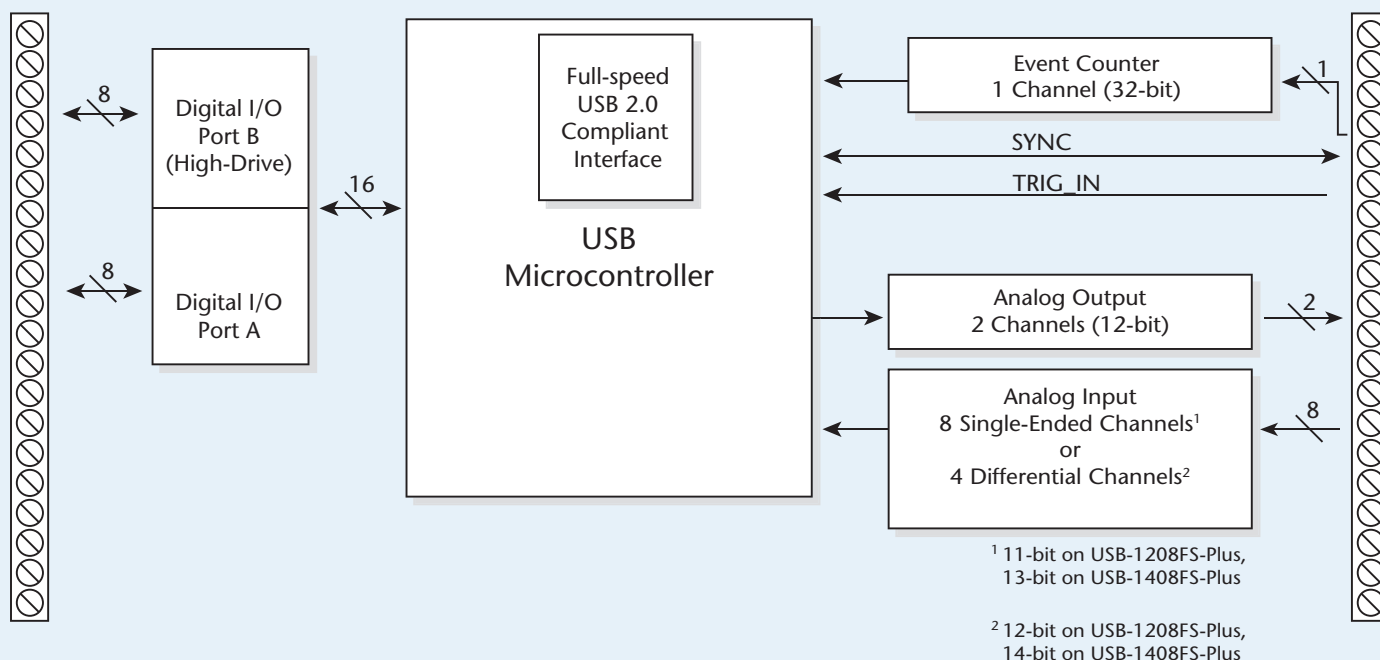 8
Digital I/O
Port B
(High-Drive)
8
Digital I/O
Port A
16
Full-speed
USB 2.0
Compliant
Interface
USB
Microcontroller
Event Counter
1 Channel (32-bit)
1
SYNC
TRIG_IN
Analog Output
2 Channels (12-bit)
2
Analog Input
8 Single-Ended Channels¹
or
4 Differential Channels²
8
¹ 11-bit on USB-1208FS-Plus,
13-bit on USB-1408FS-Plus
² 12-bit on USB-1208FS-Plus,
14-bit on USB-1408FS-Plus